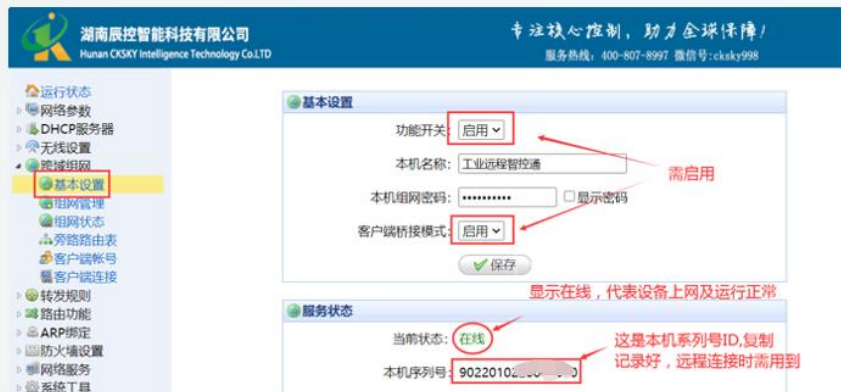 湖南辰控智能科技有限公司
Hunan CKSKY Intelligence Technology Co.LTD
专注核心控制，助力全球保障！
服务热线：400-807-8997 微信号:cksky998
运行状态
网络参数
DHCP服务器
无线设置
跨域组网
基本设置
组网管理
组网状态
旁路路由表
客户端帐号
客户端连接
转发规则
路由功能
ARP绑定
防火墙设置
网络服务
系统工具
基本设置
功能开关: 启用
本机名称: 工业远程智控通
本机组网密码: •••••••••• 显示密码
客户端桥接模式: 启用
保存
需启用
显示在线，代表设备上网及运行正常
服务状态
当前状态: 在线
这是本机系列号ID,复制
记录好，远程连接时需用到
本机序列号: 90220102